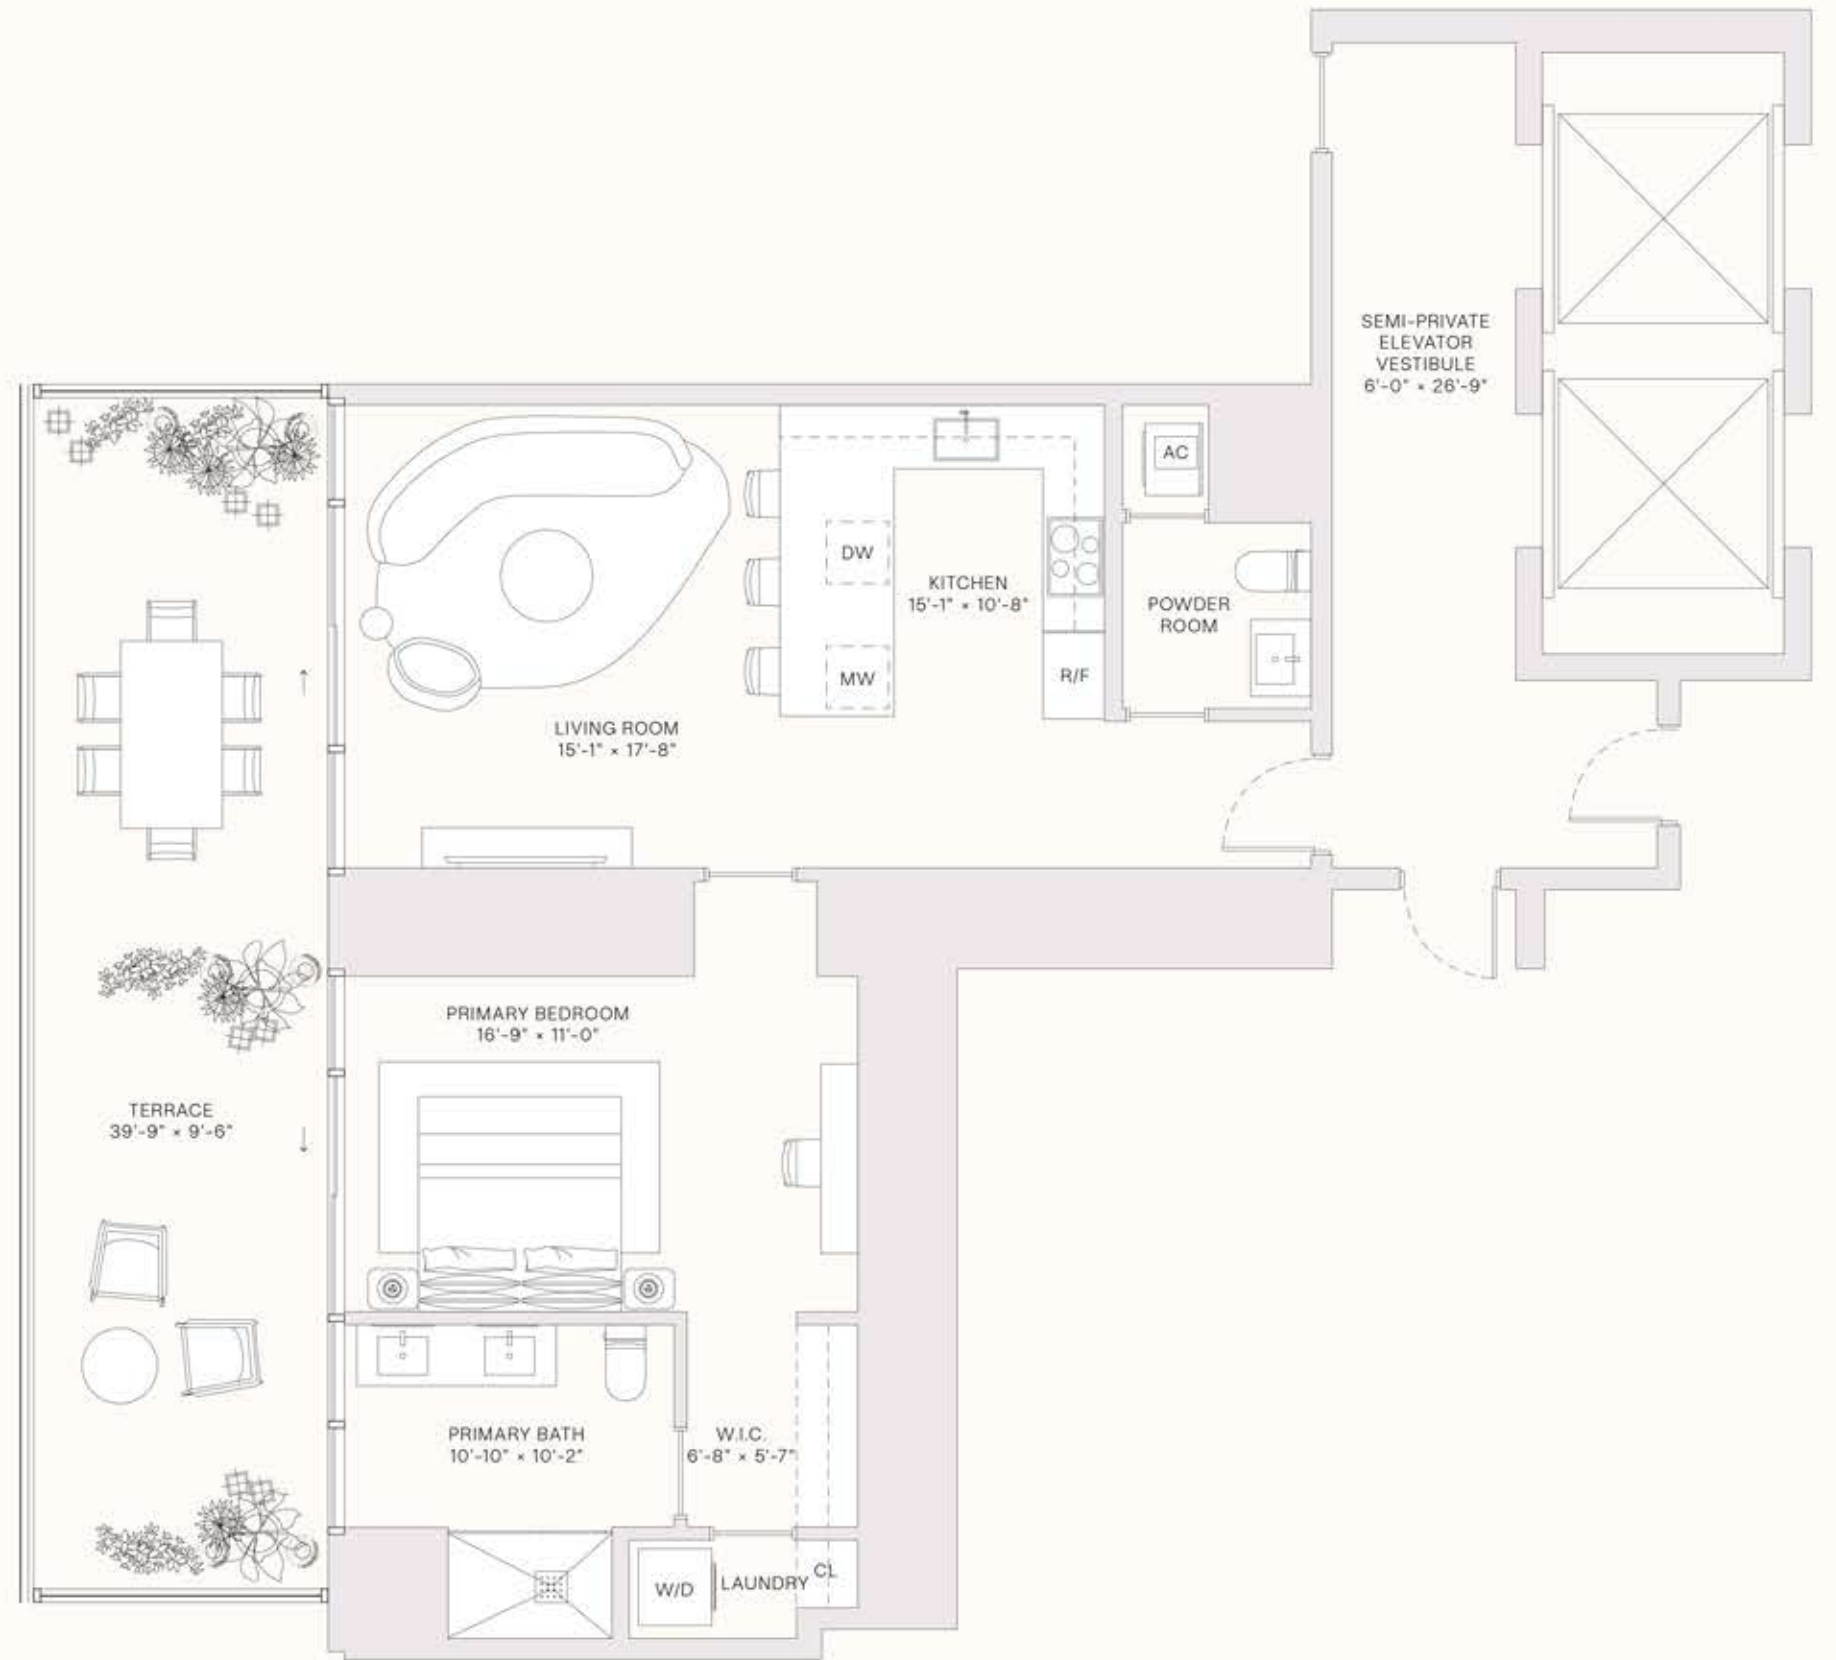 SEMI-PRIVATE
ELEVATOR
VESTIBULE
6'-0" × 26'-9"
AC
DW
KITCHEN
15'-1" × 10'-8"
POWDER
ROOM
MW
R/F
LIVING ROOM
15'-1" × 17'-8"
PRIMARY BEDROOM
16'-9" × 11'-0"
TERRACE
39'-9" × 9'-6"
PRIMARY BATH
10'-10" × 10'-2"
W.I.C.
6'-8" × 5'-7"
W/D
LAUNDRY
CL